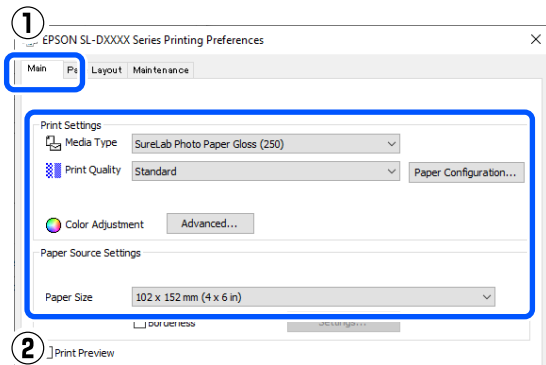 1
EPSON SL-DXXXX Series Printing Preferences
Main Pa Layout Maintenance
Print Settings
Media Type SureLab Photo Paper Gloss (250)
Print Quality Standard Paper Configuration...
Color Adjustment Advanced...
Paper Source Settings
Paper Size 102 x 152 mm (4 x 6 in)
Borderless Settings...
2
Print Preview